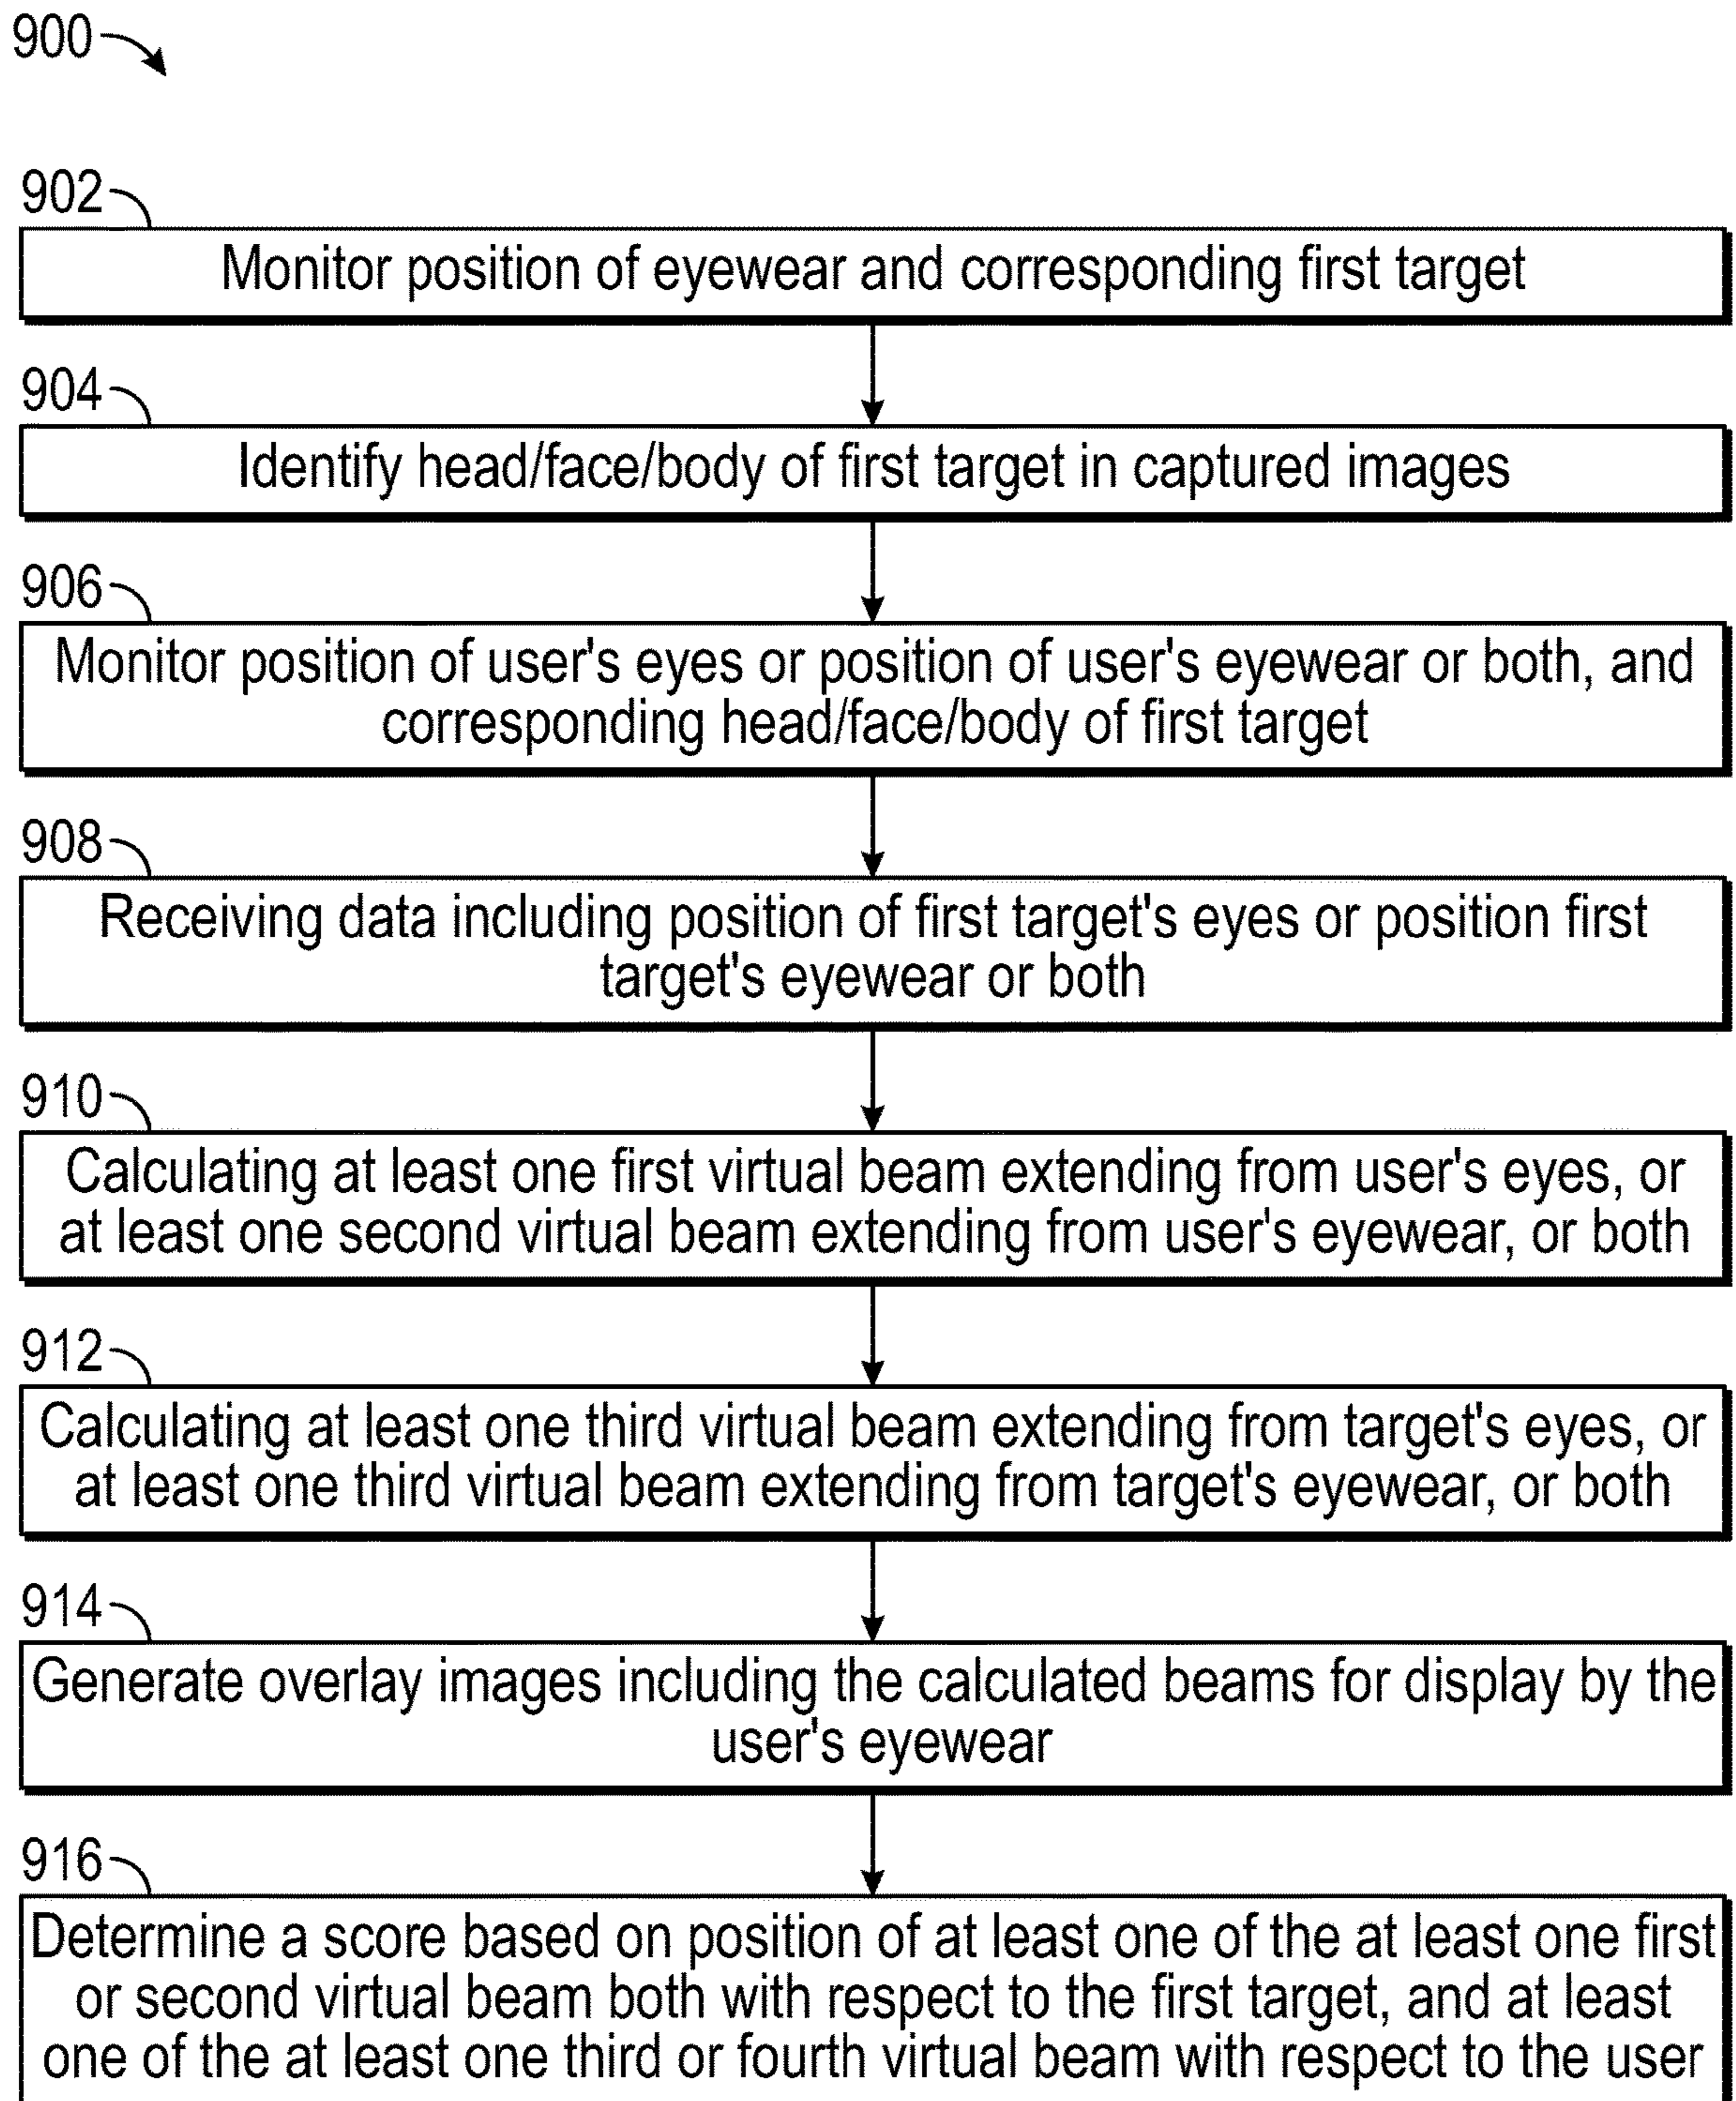 900
902
Monitor position of eyewear and corresponding first target
904
Identify head/face/body of first target in captured images
906
Monitor position of user's eyes or position of user's eyewear or both, and
corresponding head/face/body of first target
908
Receiving data including position of first target's eyes or position first
target's eyewear or both
910
Calculating at least one first virtual beam extending from user's eyes, or
at least one second virtual beam extending from user's eyewear, or both
912
Calculating at least one third virtual beam extending from target's eyes, or
at least one third virtual beam extending from target's eyewear, or both
914
Generate overlay images including the calculated beams for display by the
user's eyewear
916
Determine a score based on position of at least one of the at least one first
or second virtual beam both with respect to the first target, and at least
one of the at least one third or fourth virtual beam with respect to the user